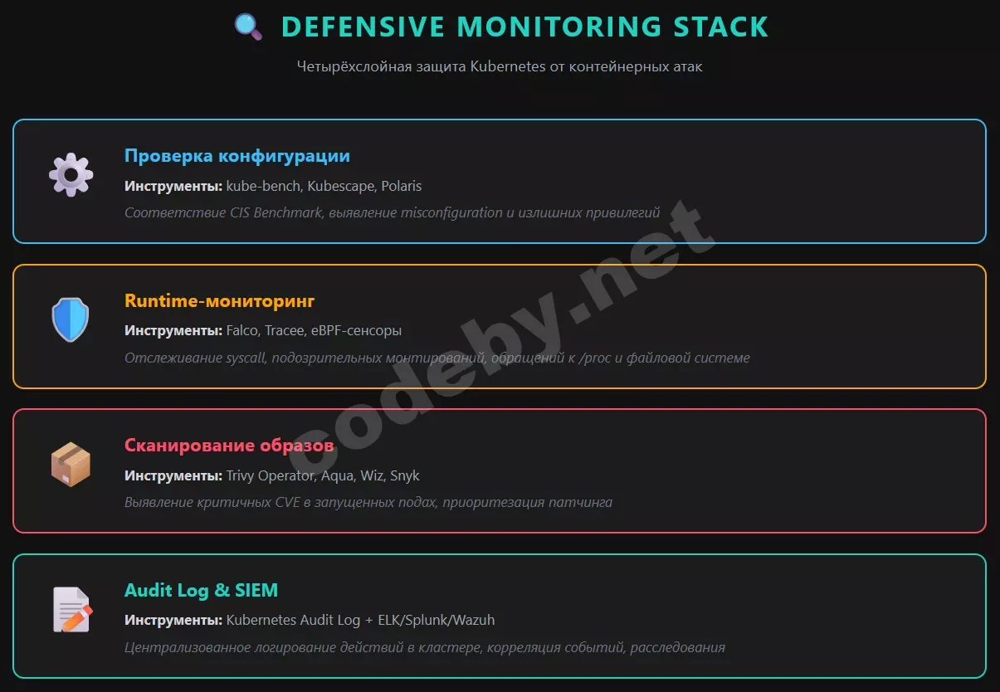 DEFENSIVE MONITORING STACK
Четырёхслойная защита Kubernetes от контейнерных атак
Проверка конфигурации
Инструменты: kube-bench, Kubescape, Polaris
Соответствие CIS Benchmark, выявление misconfiguration и излишних привилегий
Runtime-мониторинг
Инструменты: Falco, Tracee, eBPF-сенсоры
Отслеживание syscall, подозрительных монтирований, обращений к /proc и файловой системе
Сканирование образов
Инструменты: Trivy Operator, Aqua, Wiz, Snyk
Выявление критичных CVE в запущенных подах, приоритезация патчинга
Audit Log & SIEM
Инструменты: Kubernetes Audit Log + ELK/Splunk/Wazuh
Централизованное логирование действий в кластере, корреляция событий, расследования
codeby.net